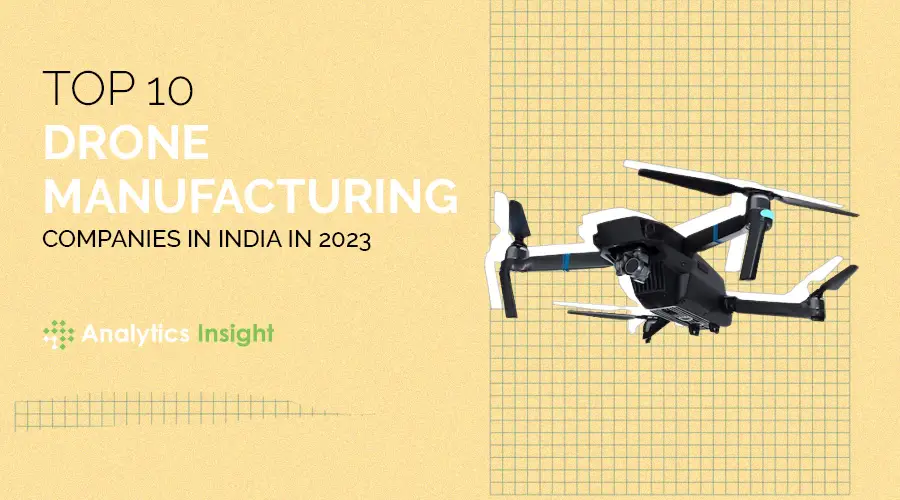 TOP 10
DRONE
MANUFACTURING
COMPANIES IN INDIA IN 2023
Analytics Insight